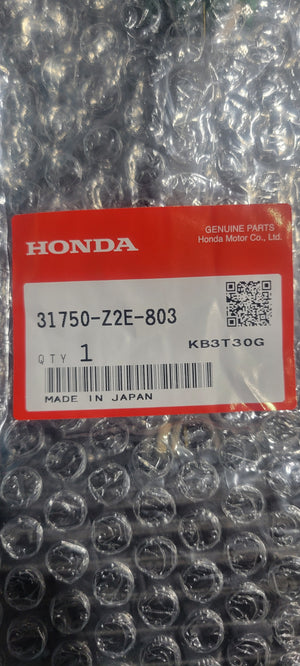 HONDA
GENUINE PARTS
Honda Motor Co., Ltd.
31750-Z2E-803
QTY 1
KB3T30G
MADE IN JAPAN